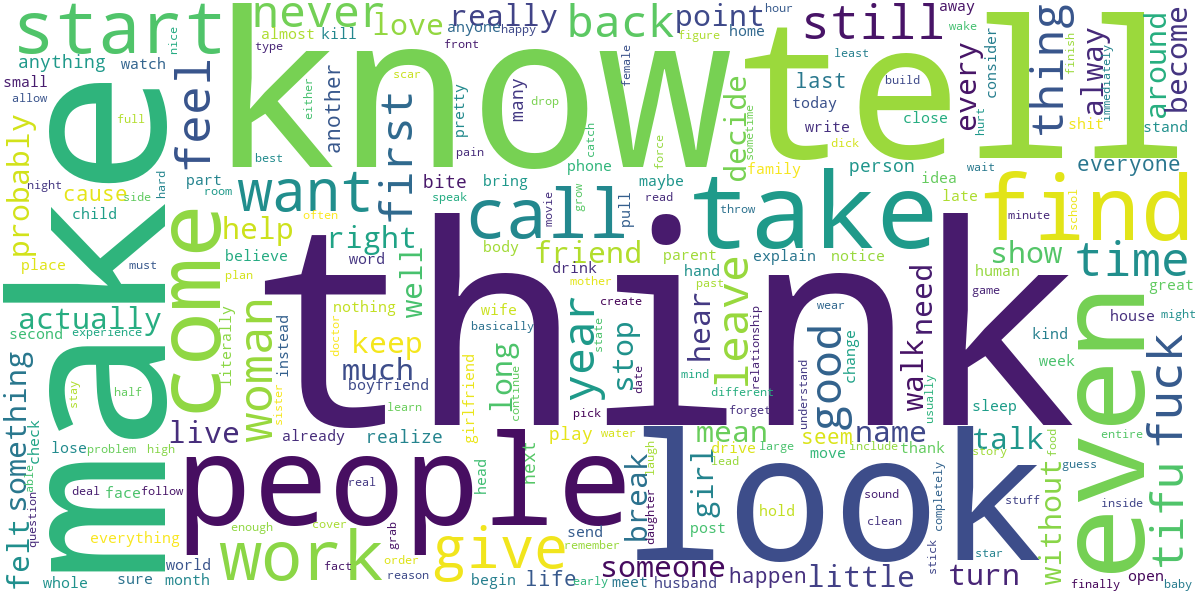 start
never
love
really
back
point
still
away
hour
thing
alway
become
around
nice
almost
kill
anyone
happy
home
type
front
figure
anything
watch
know
tell
least
consider
finish
immediately
small
allow
feel
either
scar
another
first
pretty
many
drop
female
decide
last
today
build
every
hurt
close
shit
stand
full
make
best
pain
catch
force
sometime
write
dick
probably
night
cause
part
room
want
bite
bring
phone
maybe
family
person
wait
idea
everyone
side
hard
child
speak
call
grow
movie
pull
read
take
throw
late
minute
school
find
place
must
come
help
right
body
friend
parent
notice
show
time
believe
word
well
drink
hand
explain
human
great
plan
often
nothing
mother
past
game
actually
literally
woman
instead
think
wife
create
hear
leave
wear
need
house
might
second
experience
doctor
keep
basically
year
state
stop
relationship
good
change
walk
kind
week
even
fuck
something
stay
half
sister
much
boyfriend
long
continue
date
mind
different
understand
usually
sleep
learn
girlfriend
pick
forget
felt
check
lose
problem
high
live
already
realize
play
water
mean
seem
name
talk
entire
able
deal
face
follow
people
real
head
next
laugh
break
girl
drive
lead
large
move
include
thank
look
story
food
guess
question
everything
enough
cover
grab
give
send
daughter
post
hold
sound
clean
completely
stuff
inside
tifu
without
whole
world
sure
month
work
fact
order
reason
remember
someone
begin
life
early
meet
husband
happen
little
stick
star
turn
finally
open
baby